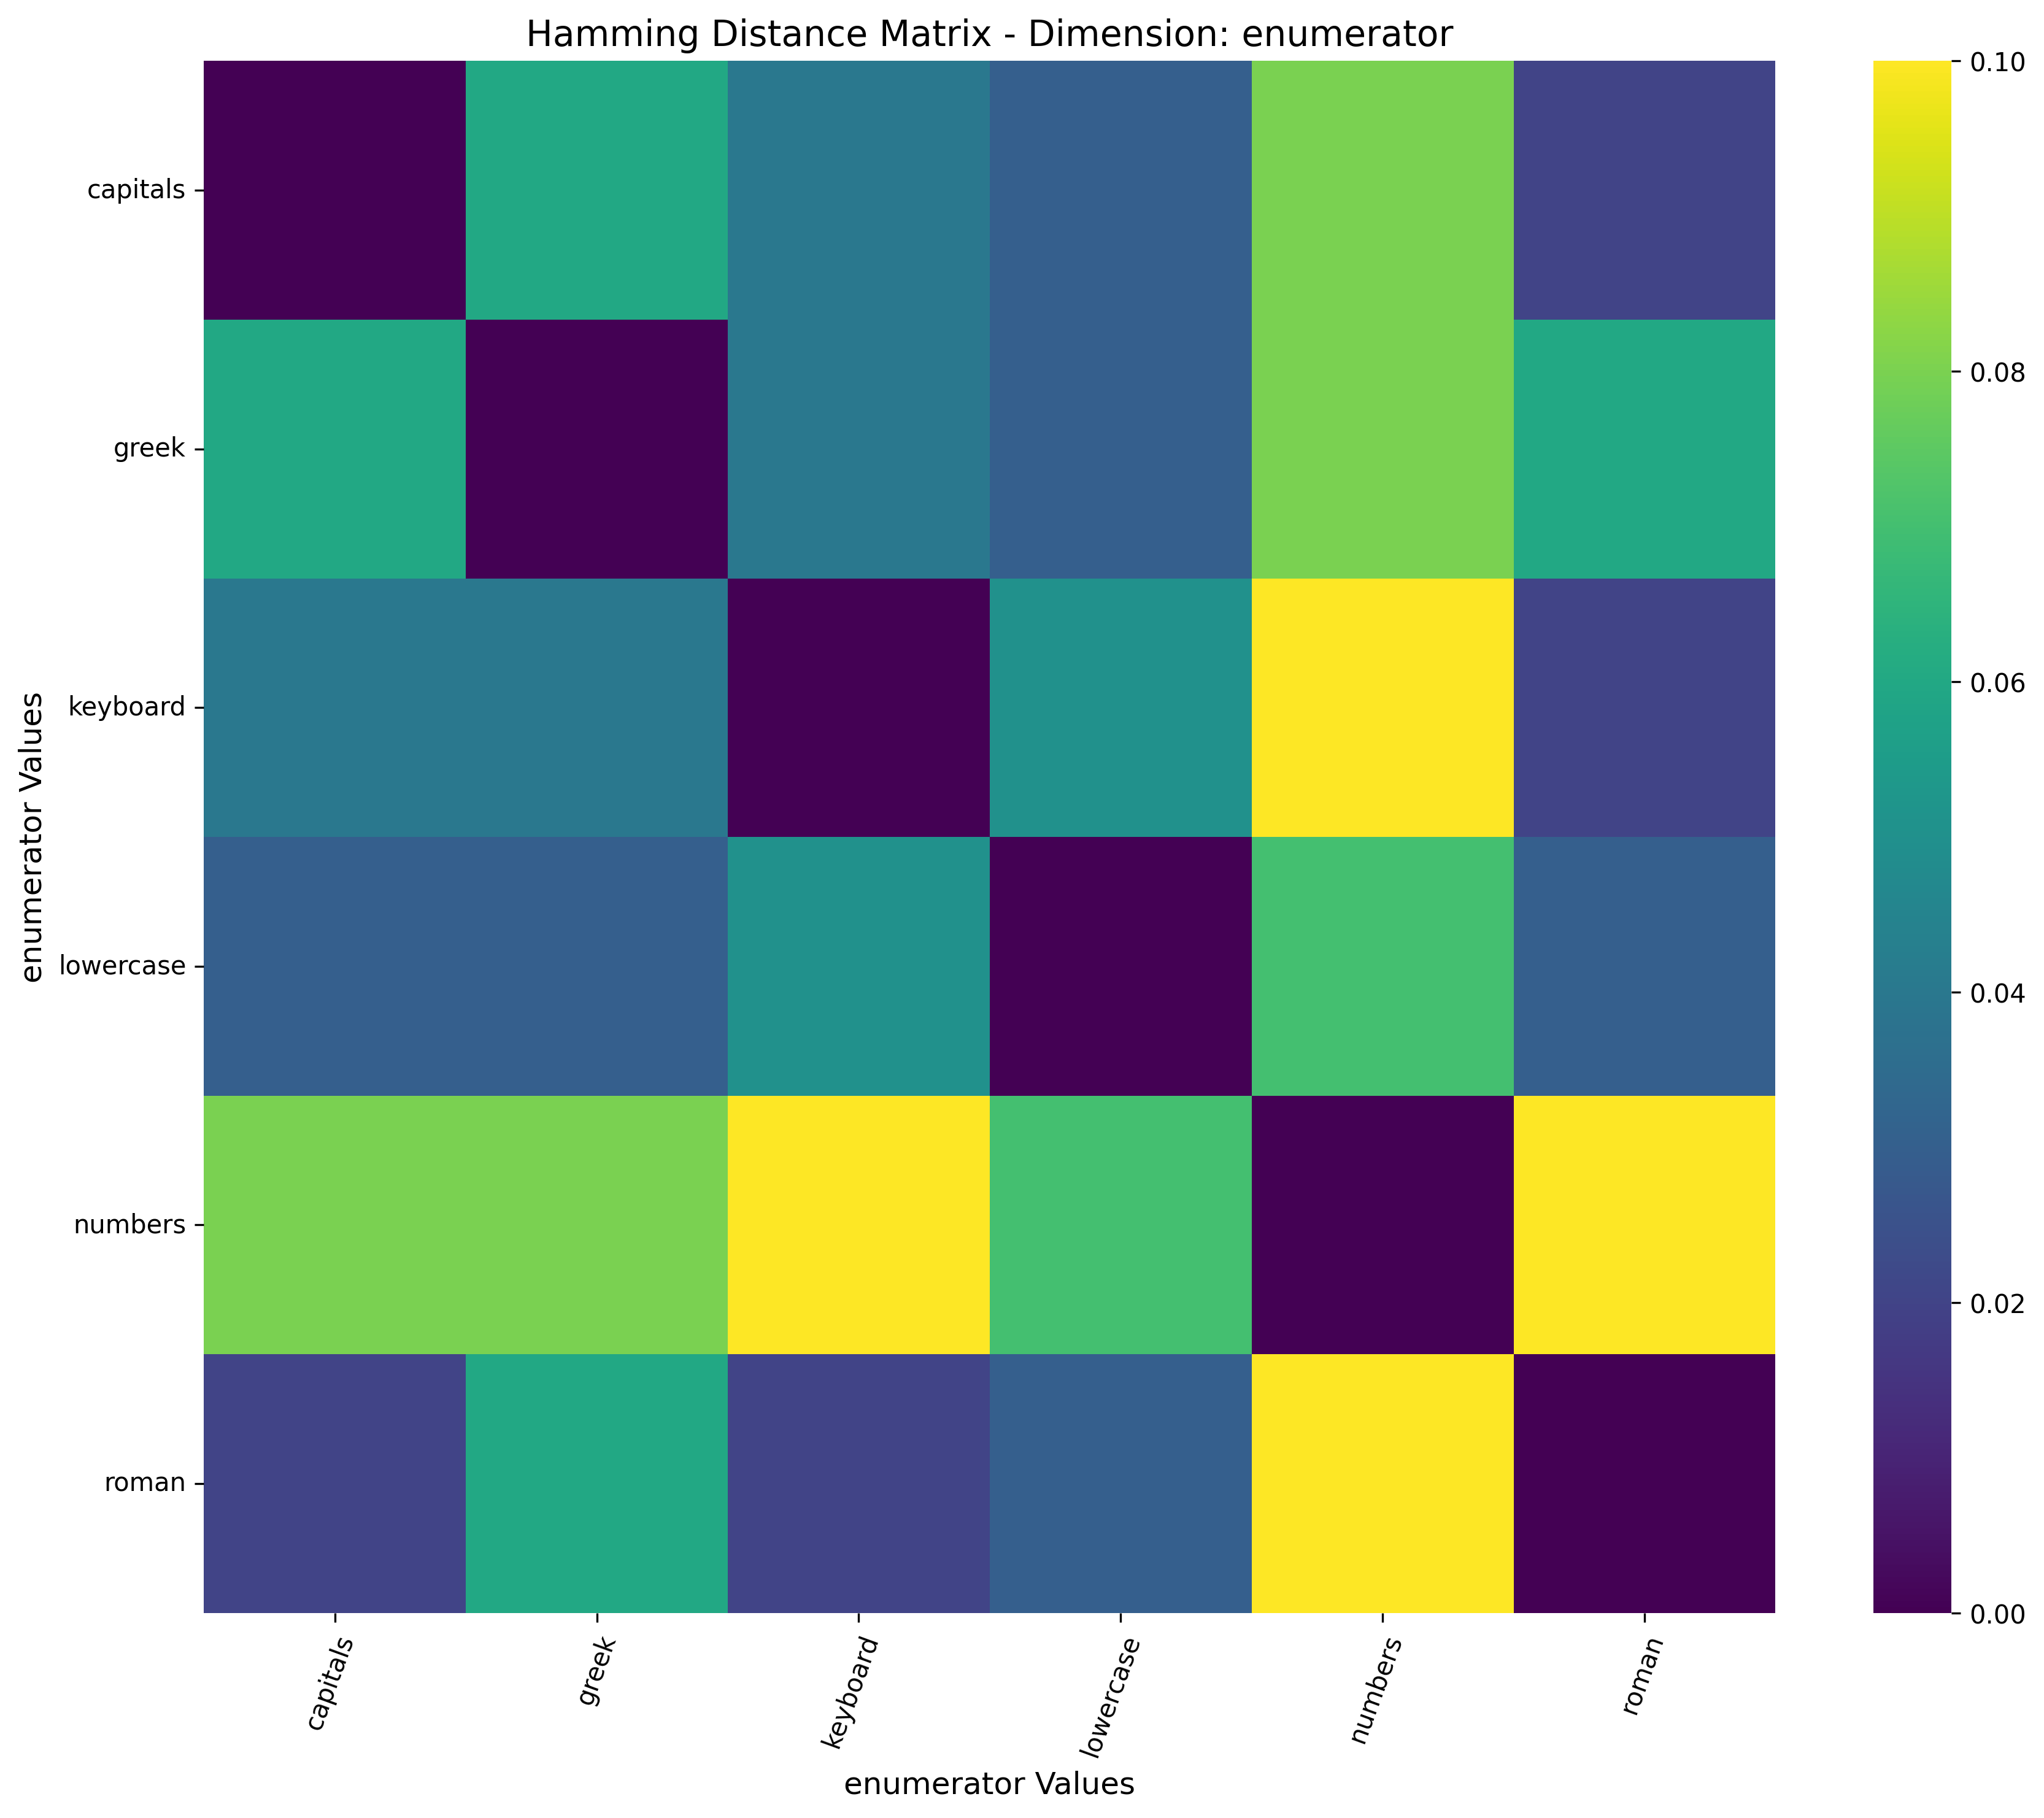 Hamming Distance Matrix - Dimension: enumerator
enumerator Values
capitals
greek
keyboard
lowercase
numbers
roman
capitals
greek
keyboard
lowercase
numbers
roman
enumerator Values
0.10
0.08
0.06
0.04
0.02
0.00